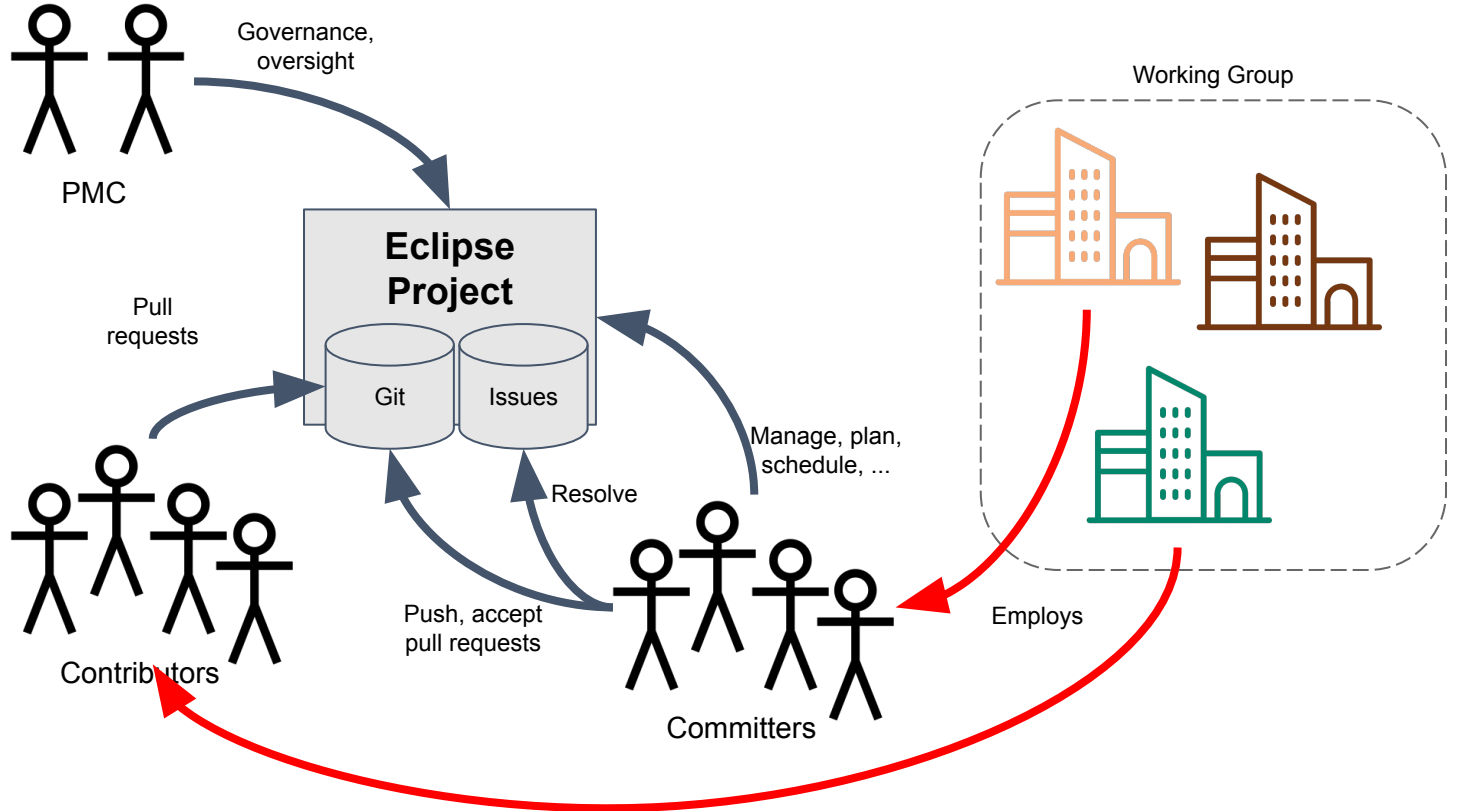 Governance,
oversight
Working Group
PMC
Eclipse
Project
Pull
requests
Git
Issues
Manage, plan,
schedule, ...
Resolve
Push, accept
pull requests
Employs
Contributors
Committers